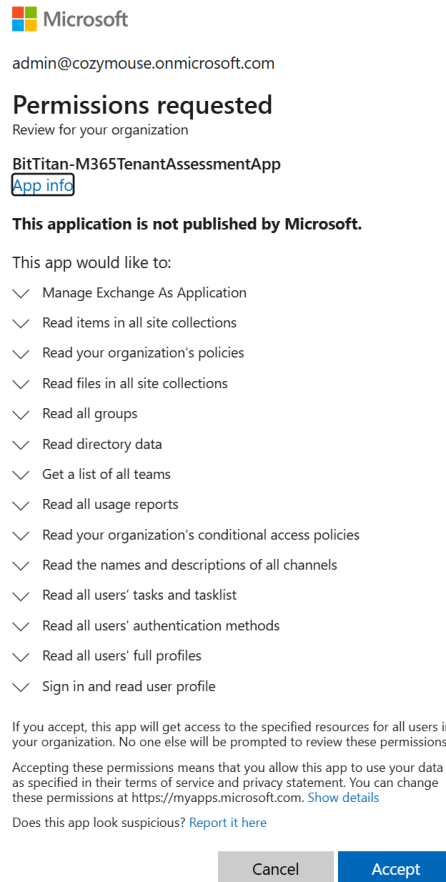 Microsoft
admin@cozymouse.onmicrosoft.com
Permissions requested
Review for your organization
BitTitan-M365TenantAssessmentApp
App info
This application is not published by Microsoft.
This app would like to:
Manage Exchange As Application
Read items in all site collections
Read your organization's policies
Read files in all site collections
Read all groups
Read directory data
Get a list of all teams
Read all usage reports
Read your organization's conditional access policies
Read the names and descriptions of all channels
Read all users’ tasks and tasklist
Read all users' authentication methods
Read all users' full profiles
Sign in and read user profile
If you accept, this app will get access to the specified resources for all users in
your organization. No one else will be prompted to review these permissions
Accepting these permissions means that you allow this app to use your data
as specified in their terms of service and privacy statement. You can change
these permissions at https://myapps.microsoft.com. Show details
Does this app look suspicious? Report it here
Cancel Accept